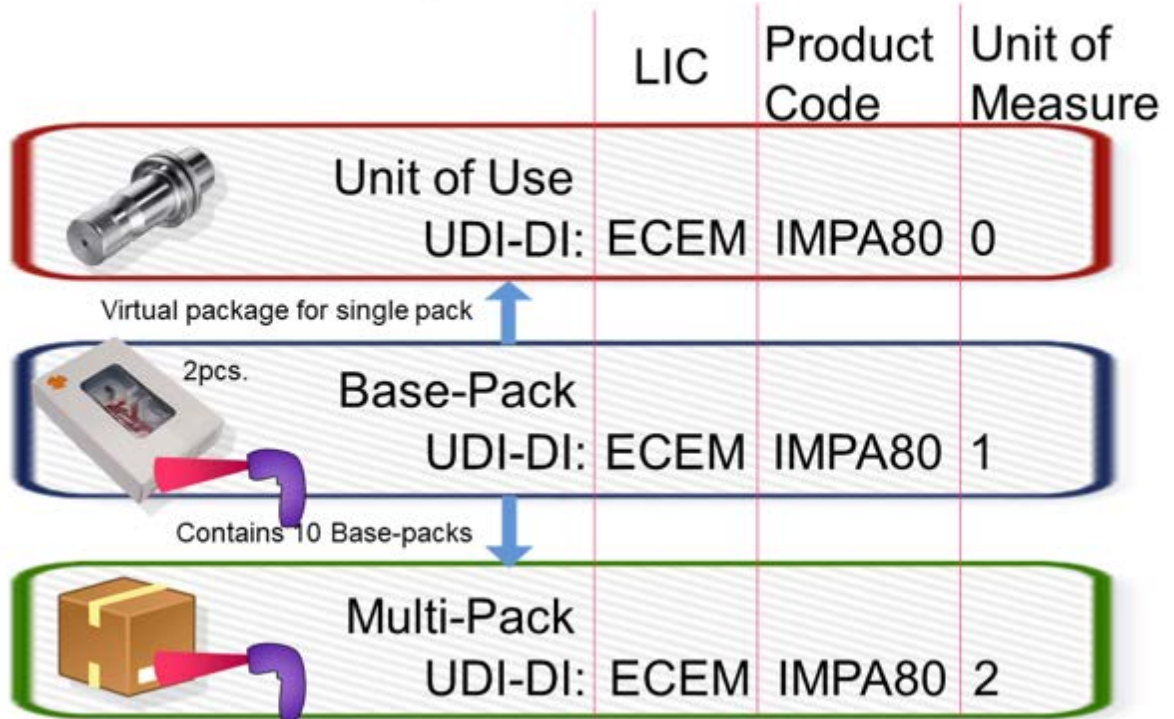 LIC
Product Code
Unit of Measure
Unit of Use
UDI-DI: ECEM IMPA80 0
Virtual package for single pack
2pcs.
Base-Pack
UDI-DI: ECEM IMPA80 1
Contains 10 Base-packs
Multi-Pack
UDI-DI: ECEM IMPA80 2